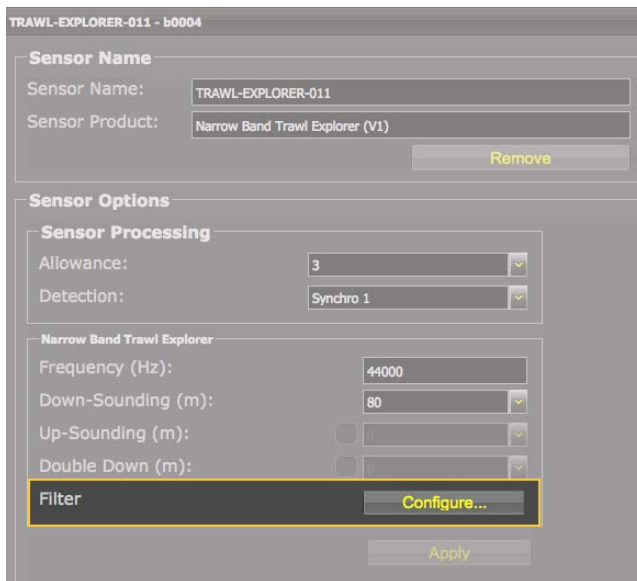 TRAWL-EXPLORER-011 - b0004
Sensor Name
Sensor Name: TRAWL-EXPLORER-011
Sensor Product: Narrow Band Trawl Explorer (V1)
Remove
Sensor Options
Sensor Processing
Allowance: 3
Detection: Synchro 1
Narrow Band Trawl Explorer
Frequency (Hz): 44000
Down-Sounding (m): 80
Up-Sounding (m): 0
Double Down (m): 0
Filter Configure...
Apply